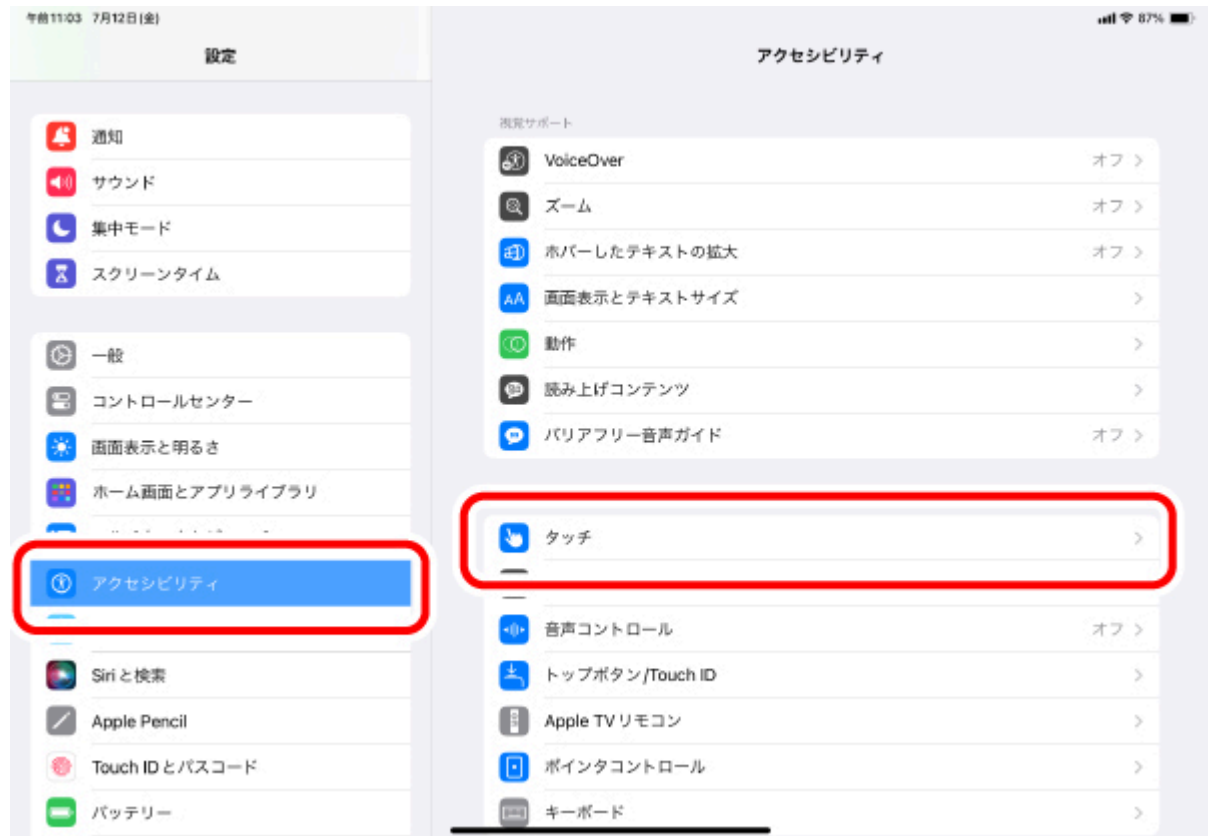 午前11:03 7月12日(金)
87%
設定
アクセシビリティ
通知
サウンド
集中モード
スクリーンタイム
一般
コントロールセンター
画面表示と明るさ
ホーム画面とアプリライブラリ
アクセシビリティ
Siri と検索
Apple Pencil
Touch ID とパスコード
バッテリー
視覚サポート
VoiceOver オフ
ズーム オフ
ホバーしたテキストの拡大 オフ
画面表示とテキストサイズ
動作
読み上げコンテンツ
バリアフリー音声ガイド オフ
タッチ
音声コントロール オフ
トップボタン/Touch ID
Apple TV リモコン
ポインタコントロール
キーボード